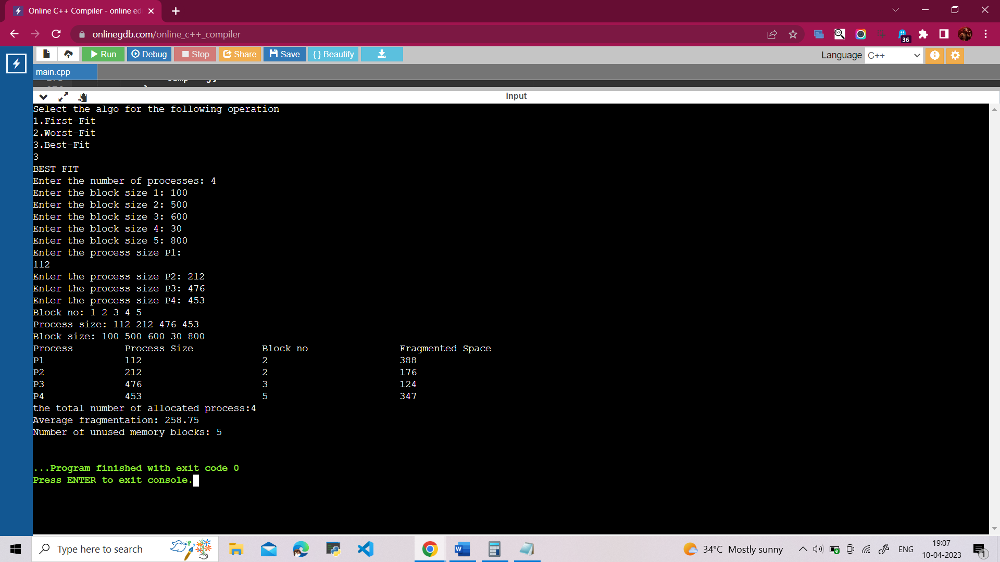 Online C++ Compiler - online ed
onlinegdb.com/online_c++_compiler
36
Run Debug Stop Share Save { } Beautify
Language C++
main.cpp
input
Select the algo for the following operation
1.First-Fit
2.Worst-Fit
3.Best-Fit
3
BEST FIT
Enter the number of processes: 4
Enter the block size 1: 100
Enter the block size 2: 500
Enter the block size 3: 600
Enter the block size 4: 30
Enter the block size 5: 800
Enter the process size P1:
112
Enter the process size P2: 212
Enter the process size P3: 476
Enter the process size P4: 453
Block no: 1 2 3 4 5
Process size: 112 212 476 453
Block size: 100 500 600 30 800
Process Process Size Block no Fragmented Space
P1 112 2 388
P2 212 2 176
P3 476 3 124
P4 453 5 347
the total number of allocated process:4
Average fragmentation: 258.75
Number of unused memory blocks: 5
...Program finished with exit code 0
Press ENTER to exit console.
Type here to search
34°C Mostly sunny
ENG
19:07
10-04-2023
1